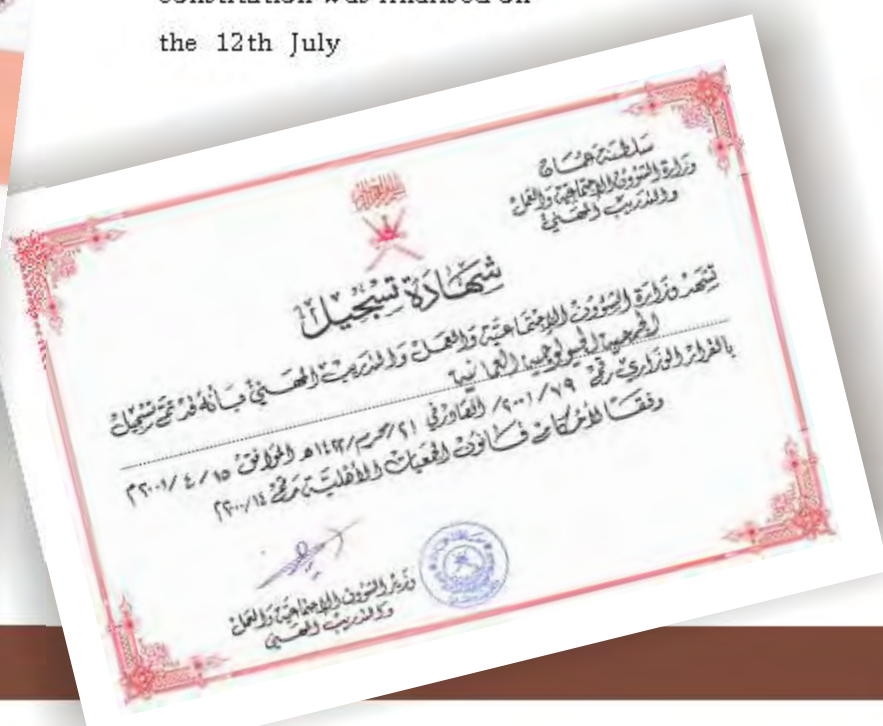 the 12th July
سلطنة عمان
وزارة الشؤون الاجتماعية والعمل
والتدريب المهني
شهادة تسجيل
تشهد وزارة الشؤون الاجتماعية والعمل والتدريب المهني بأنه قد تم تسجيل
الجمعية الجيولوجية العمانية
بالقرار الوزاري رقم ٧٩/٢٠٠١ الصادر في ٢١/محرم/١٤٢٢هـ الموافق ١٥/٤/٢٠٠١م
وفقا لأحكام قانون الجمعيات الأهلية رقم ١٤/٢٠٠٠م
وزير الشؤون الاجتماعية والعمل
والتدريب المهني